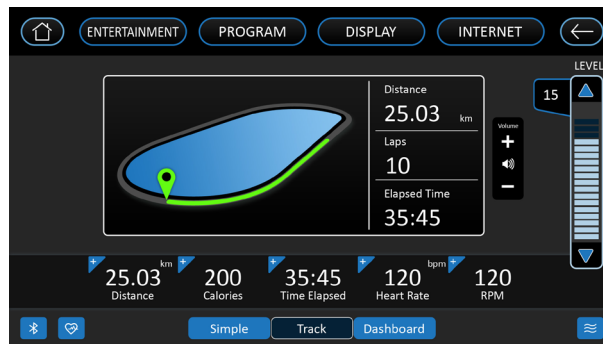 ENTERTAINMENT
PROGRAM
DISPLAY
INTERNET
LEVEL
15
Distance
25.03 km
Laps
10
Elapsed Time
35:45
Volume
+
−
+ + + + +
25.03 km
Distance
200
Calories
35:45
Time Elapsed
120 bpm
Heart Rate
120
RPM
Simple
Track
Dashboard